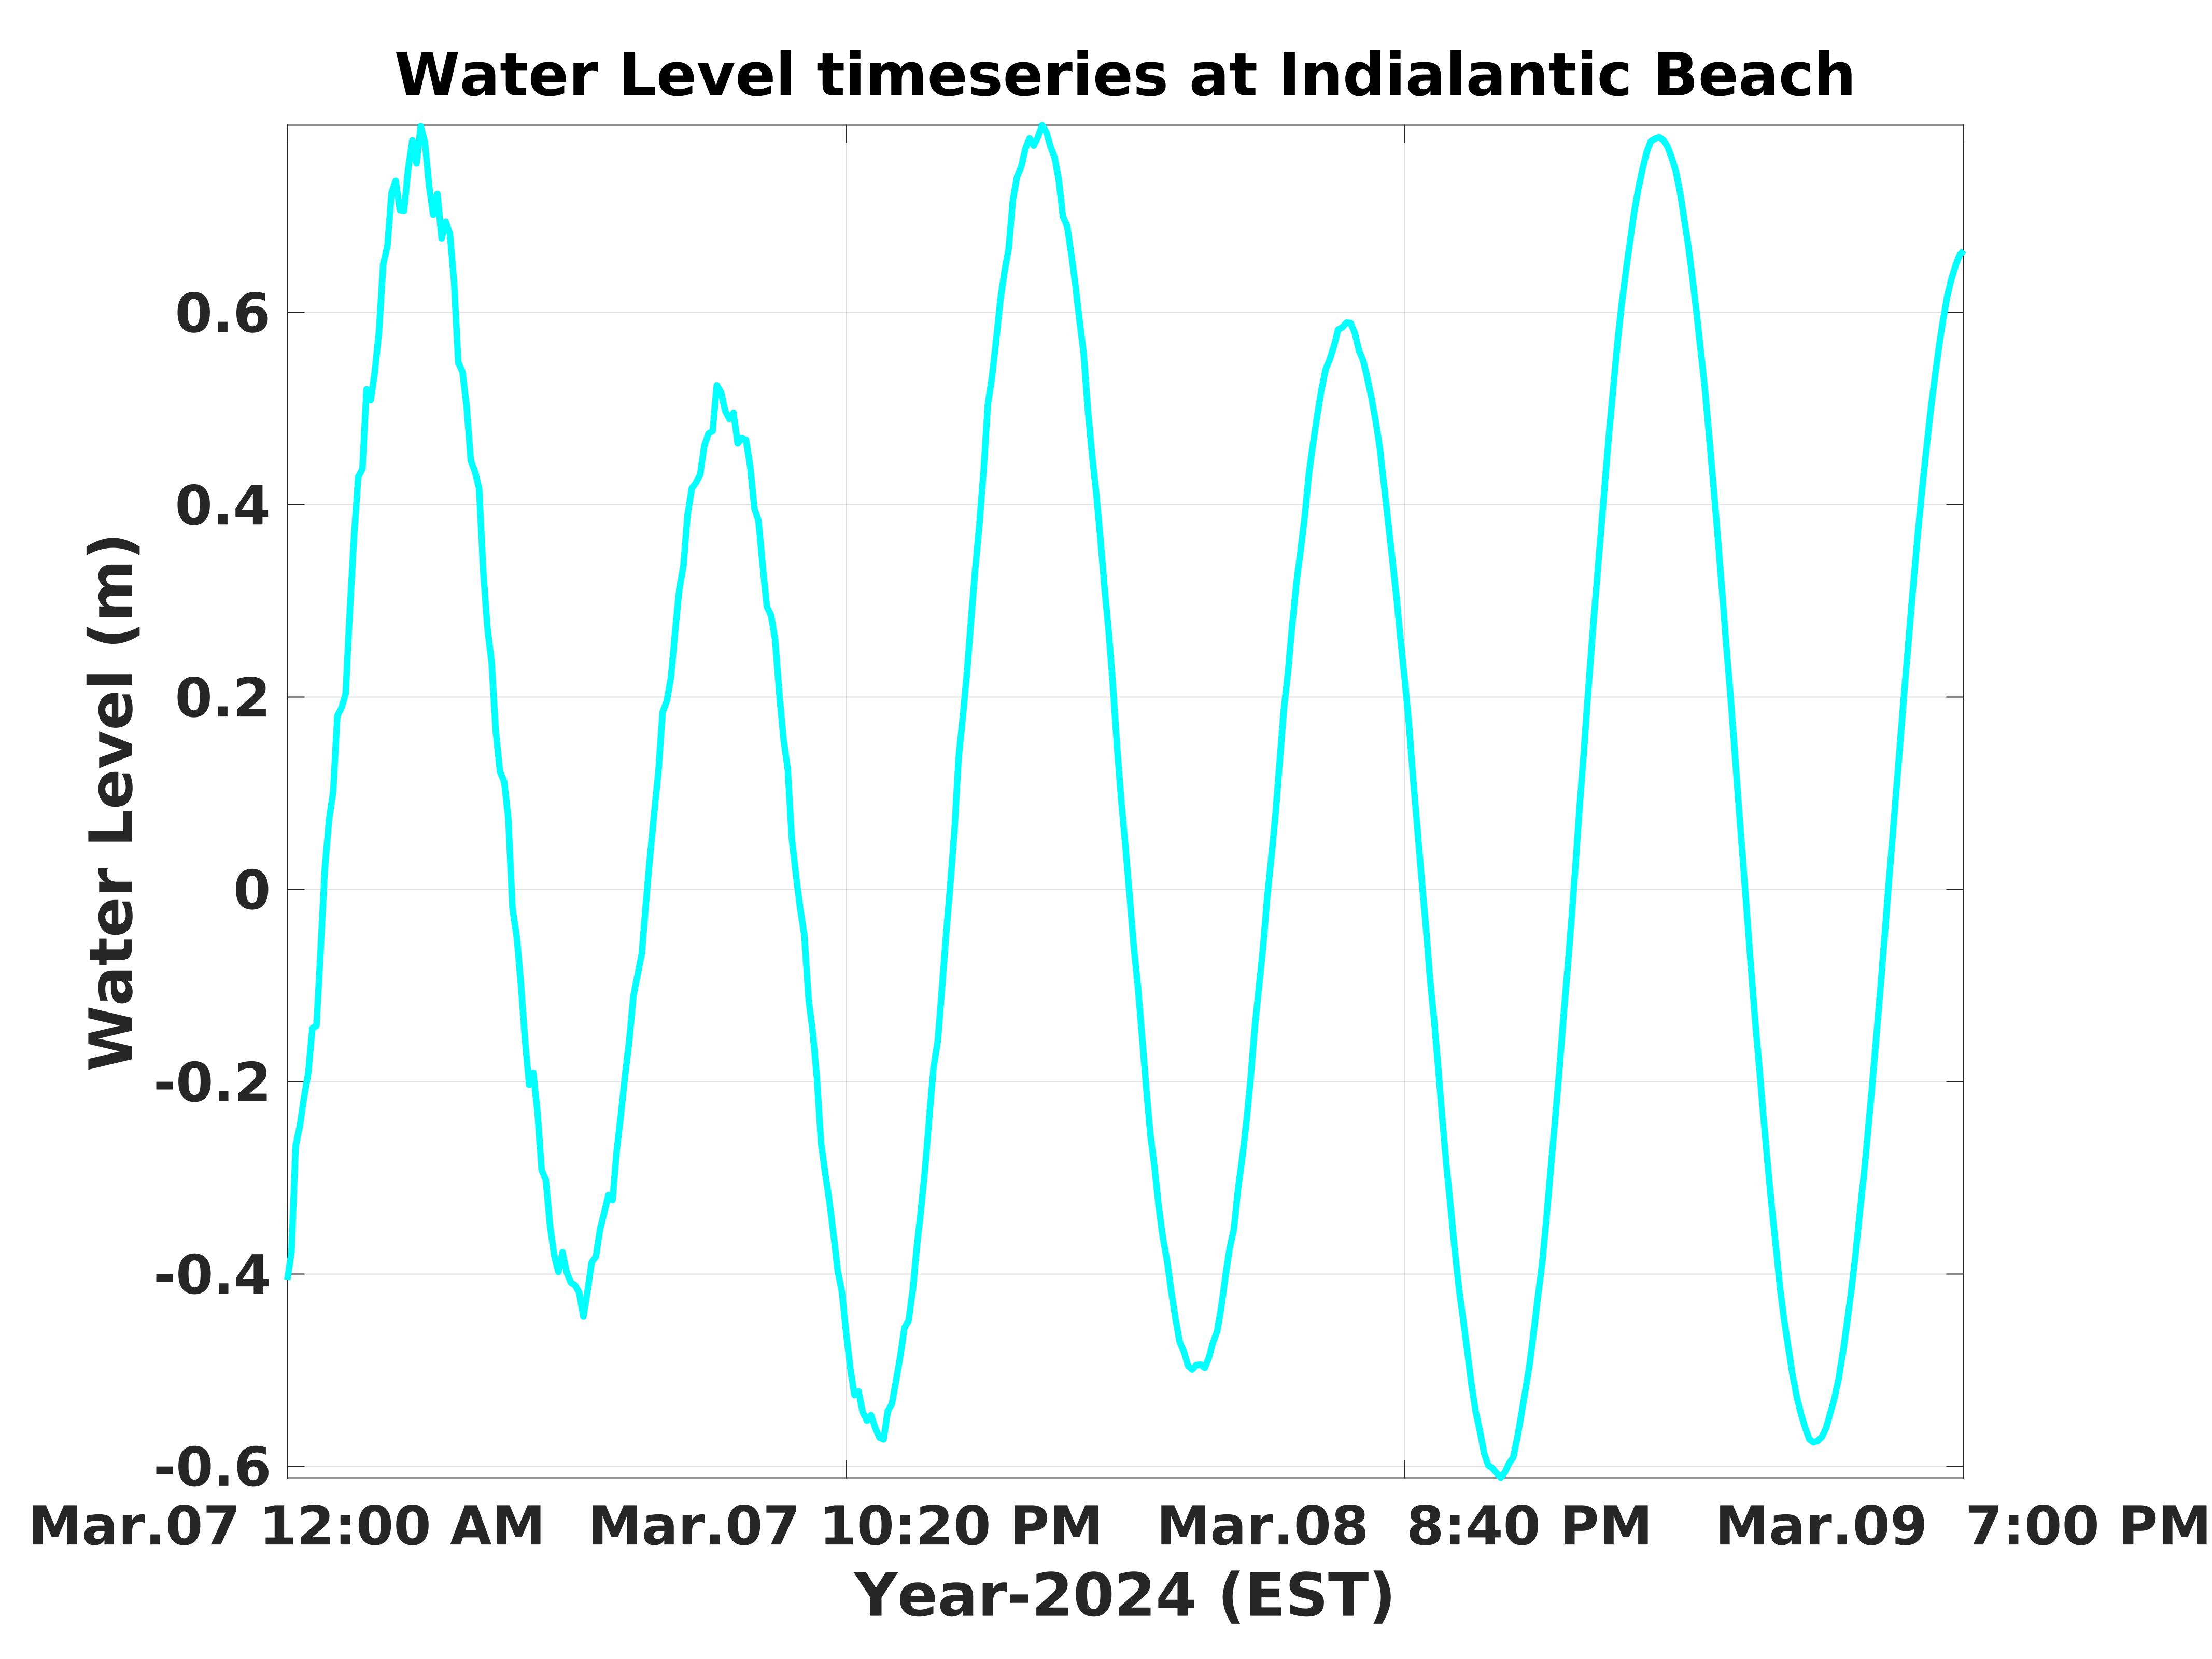 Water Level timeseries at Indialantic Beach
Water Level (m)
0.6
0.4
0.2
0
-0.2
-0.4
-0.6
Mar.07 12:00 AM Mar.07 10:20 PM Mar.08 8:40 PM Mar.09 7:00 PM
Year-2024 (EST)